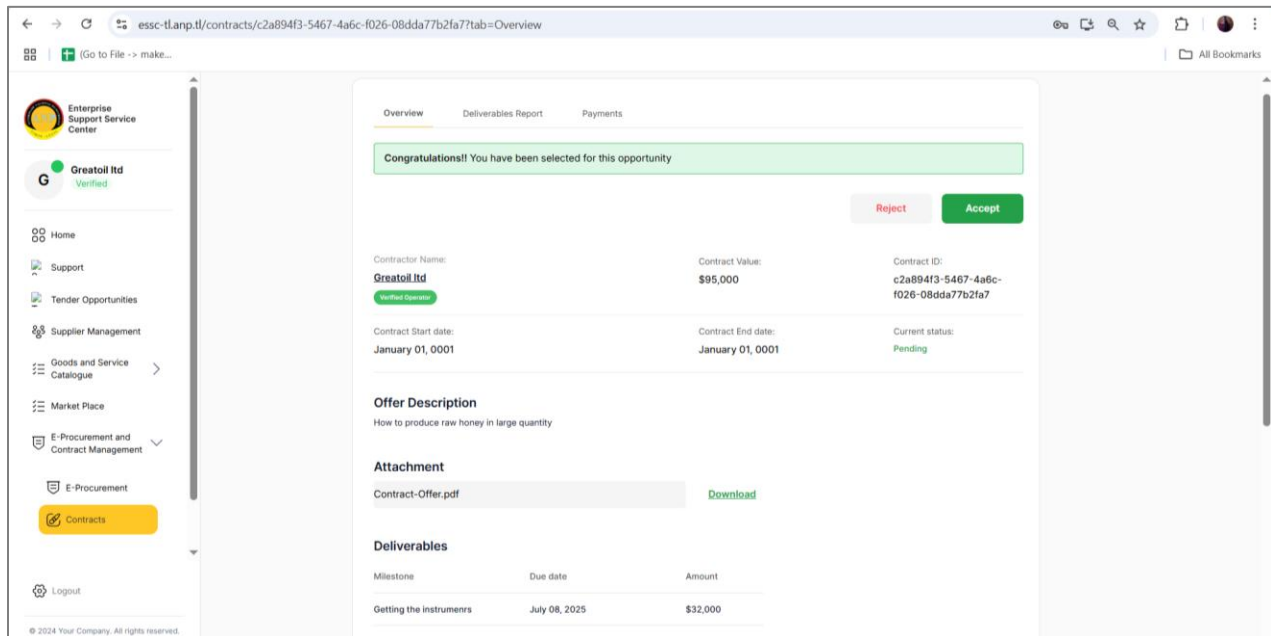 essc-tl.anp.tl/contracts/c2a894f3-5467-4a6c-f026-08dda77b2fa7?tab=Overview
(Go to File -> make...
All Bookmarks
Enterprise
Support Service
Center
G
Greatoil ltd
Verified
Home
Support
Tender Opportunities
Supplier Management
Goods and Service
Catalogue
Market Place
E-Procurement and
Contract Management
E-Procurement
Contracts
Logout
© 2024 Your Company. All rights reserved.
Overview Deliverables Report Payments
Congratulations!! You have been selected for this opportunity
Reject Accept
Contractor Name: Contract Value: Contract ID:
Greatoil ltd $95,000 c2a894f3-5467-4a6c-
f026-08dda77b2fa7
Verified Operator
Contract Start date: Contract End date: Current status:
January 01, 0001 January 01, 0001 Pending
Offer Description
How to produce raw honey in large quantity
Attachment
Contract-Offer.pdf Download
Deliverables
Milestone Due date Amount
Getting the instrumenrs July 08, 2025 $32,000